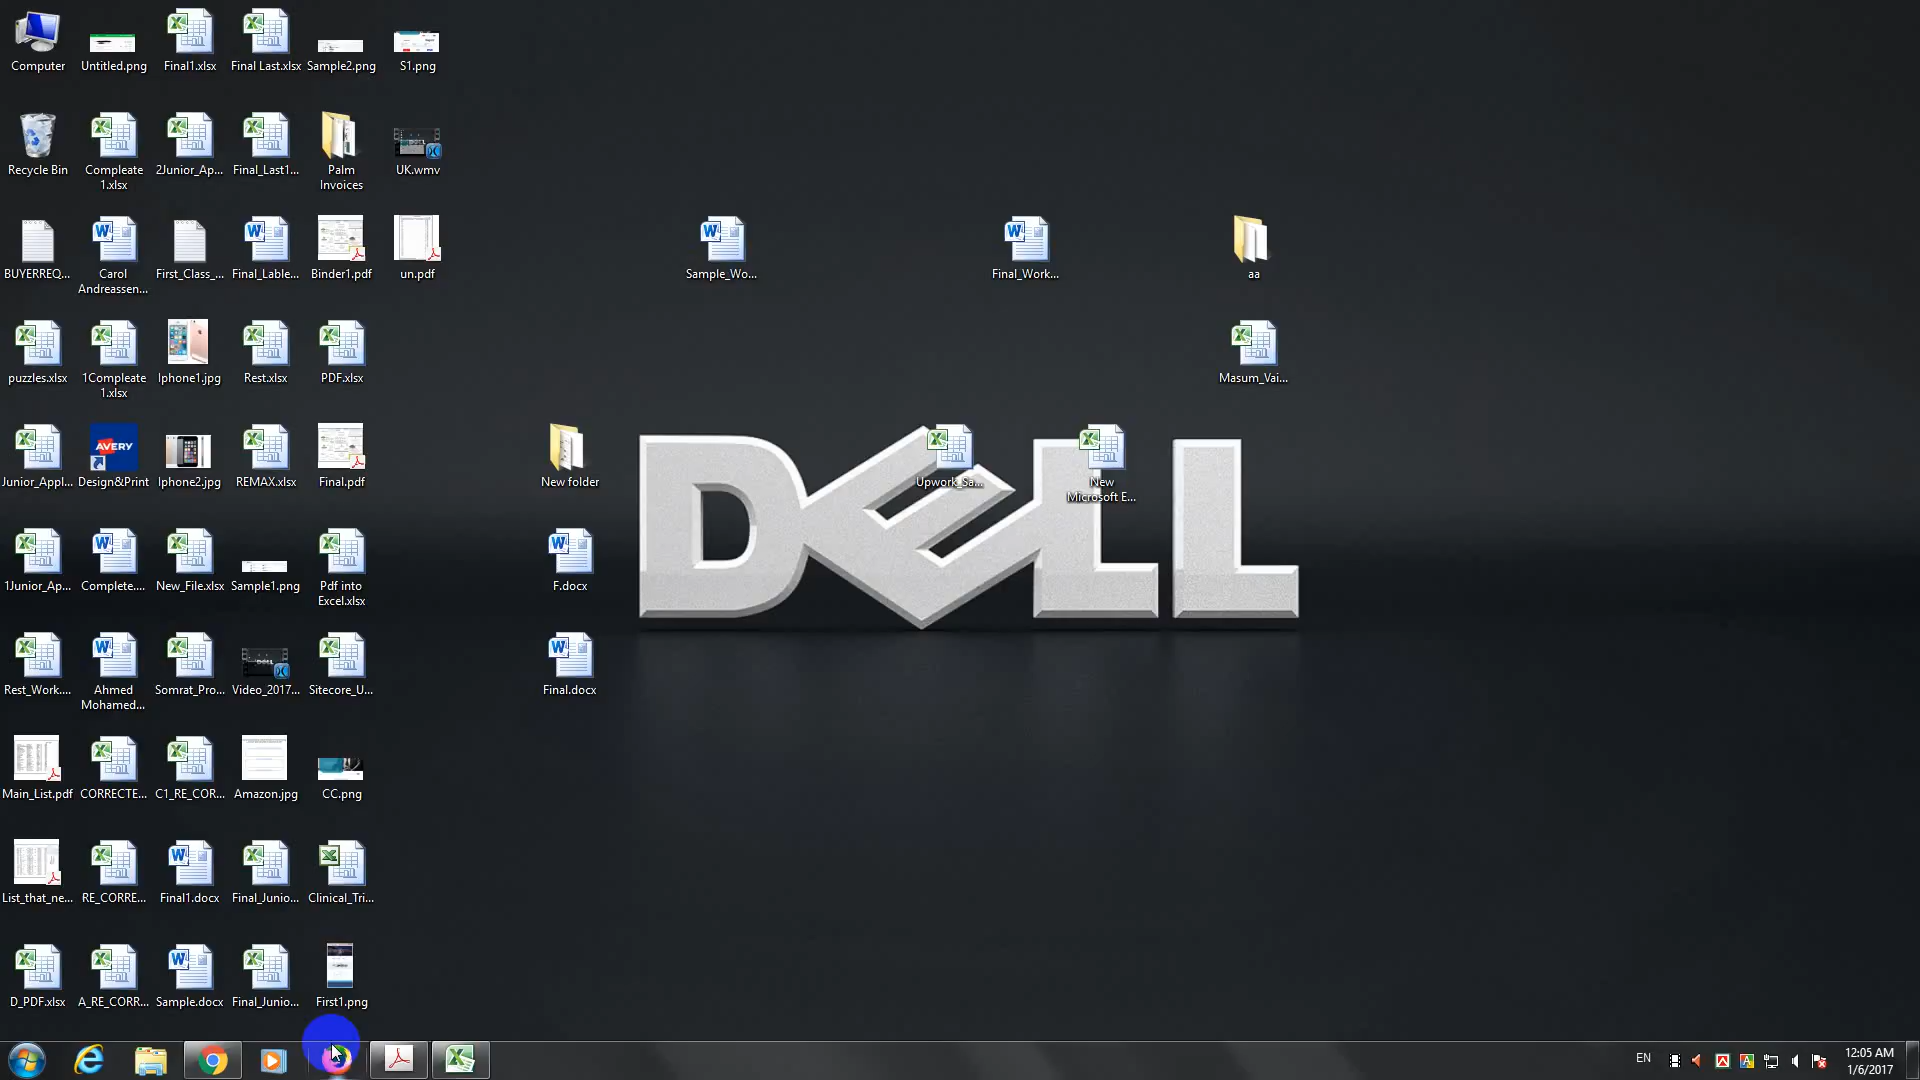 Computer
Untitled.png
Final1.xlsx
Final Last.xlsx
Sample2.png
S1.png
Recycle Bin
Compleate
1.xlsx
2Junior_Ap...
Final_Last1...
Palm
Invoices
UK.wmv
BUYERREQ...
Carol
Andreassen...
First_Class_...
Final_Lable...
Binder1.pdf
un.pdf
Sample_Wo...
Final_Work...
aa
puzzles.xlsx
1Compleate
1.xlsx
Iphone1.jpg
Rest.xlsx
PDF.xlsx
Masum_Vai...
Junior_Appl...
AVERY
Design&Print
Iphone2.jpg
REMAX.xlsx
Final.pdf
New folder
Upwork_Sa...
New
Microsoft E...
DELL
1Junior_Ap...
Complete....
New_File.xlsx
Sample1.png
Pdf into
Excel.xlsx
F.docx
Rest_Work....
Ahmed
Mohamed...
Somrat_Pro...
Video_2017...
Sitecore_U...
Final.docx
Main_List.pdf
CORRECTE...
C1_RE_COR...
Amazon.jpg
CC.png
List_that_ne...
RE_CORRE...
Final1.docx
Final_Junio...
Clinical_Tri...
D_PDF.xlsx
A_RE_CORR...
Sample.docx
Final_Junio...
First1.png
EN
12:05 AM
1/6/2017